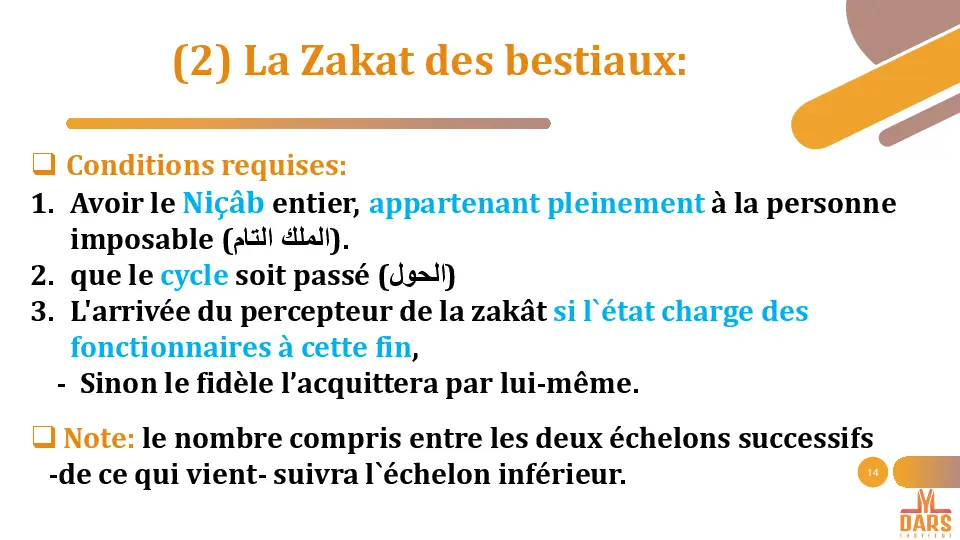 (2) La Zakat des bestiaux:
Conditions requises:
1. Avoir le Niçâb entier, appartenant pleinement à la personne
imposable (الملك التام).
2. que le cycle soit passé (الحول)
3. L'arrivée du percepteur de la zakât si l`état charge des
fonctionnaires à cette fin,
- Sinon le fidèle l’acquittera par lui-même.
Note: le nombre compris entre les deux échelons successifs
-de ce qui vient- suivra l`échelon inférieur.
14
DARS
INSTITUT